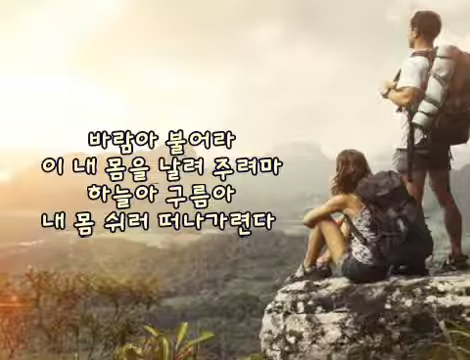 바람아 불어라
이 내 몸을 날려 주려마
하늘아 구름아
내 몸 쉬러 떠나가련다